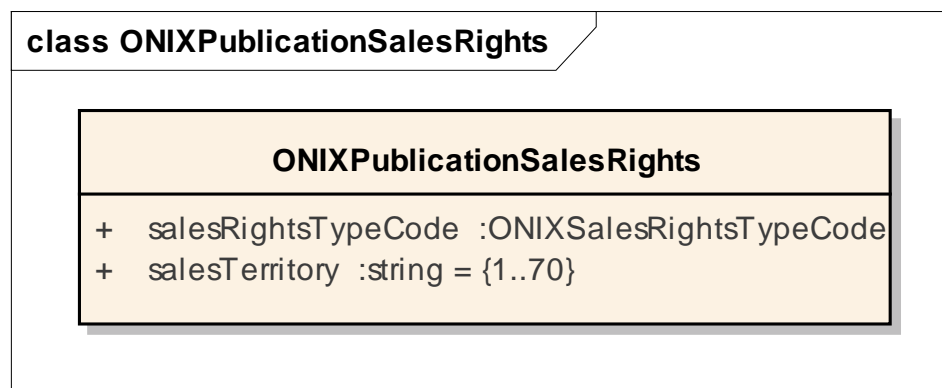 class ONIXPublicationSalesRights
ONIXPublicationSalesRights
+ salesRightsTypeCode :ONIXSalesRightsTypeCode
+ salesTerritory :string = {1..70}